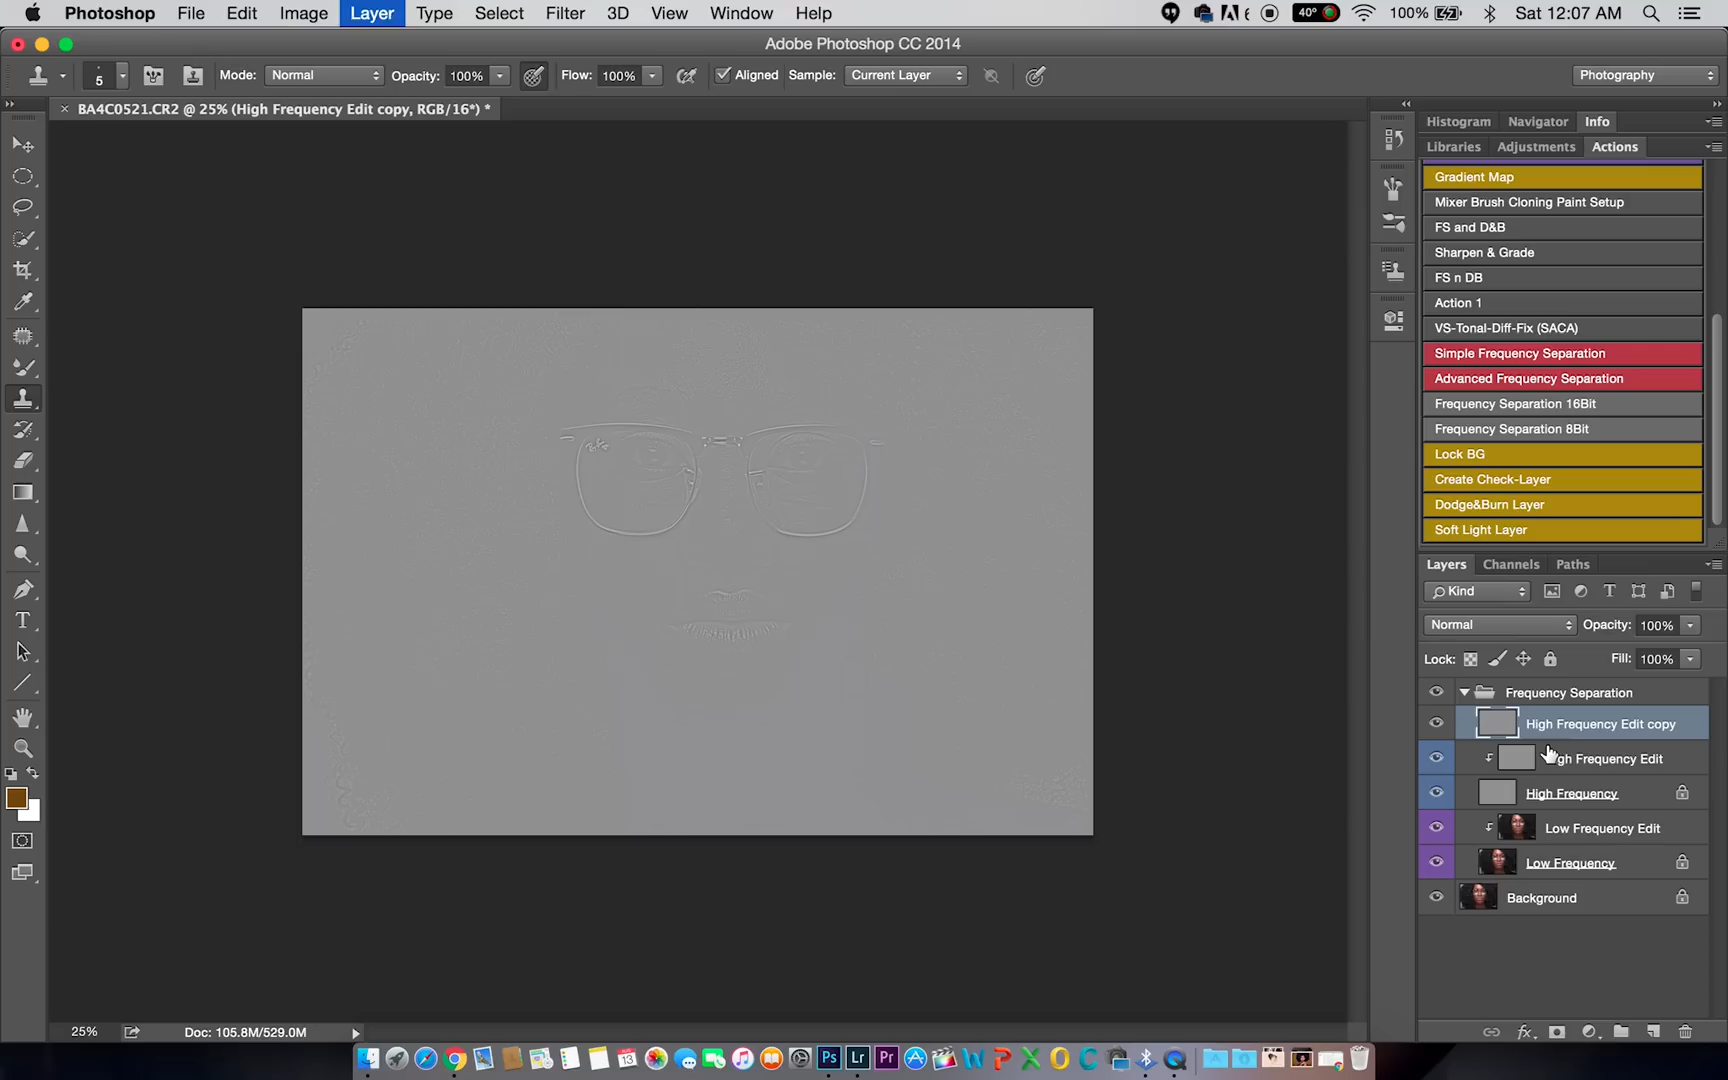 Photoshop File Edit Image Layer Type Select Filter 3D View Window Help 6 40° 100% Sat 12:07 AM
Adobe Photoshop CC 2014
5 Mode: Normal Opacity: 100% Flow: 100% Aligned Sample: Current Layer Photography
× BA4C0521.CR2 @ 25% (High Frequency Edit copy, RGB/16*) *
Histogram Navigator Info
Libraries Adjustments Actions
Gradient Map
Mixer Brush Cloning Paint Setup
FS and D&B
Sharpen & Grade
FS n DB
Action 1
VS-Tonal-Diff-Fix (SACA)
Simple Frequency Separation
Advanced Frequency Separation
Frequency Separation 16Bit
Frequency Separation 8Bit
Lock BG
Create Check-Layer
Dodge&Burn Layer
Soft Light Layer
Layers Channels Paths
Kind
Normal Opacity: 100%
Lock: Fill: 100%
Frequency Separation
High Frequency Edit copy
gh Frequency Edit
High Frequency
Low Frequency Edit
Low Frequency
Background
25% Doc: 105.8M/529.0M
fx
Ps Lr Pr